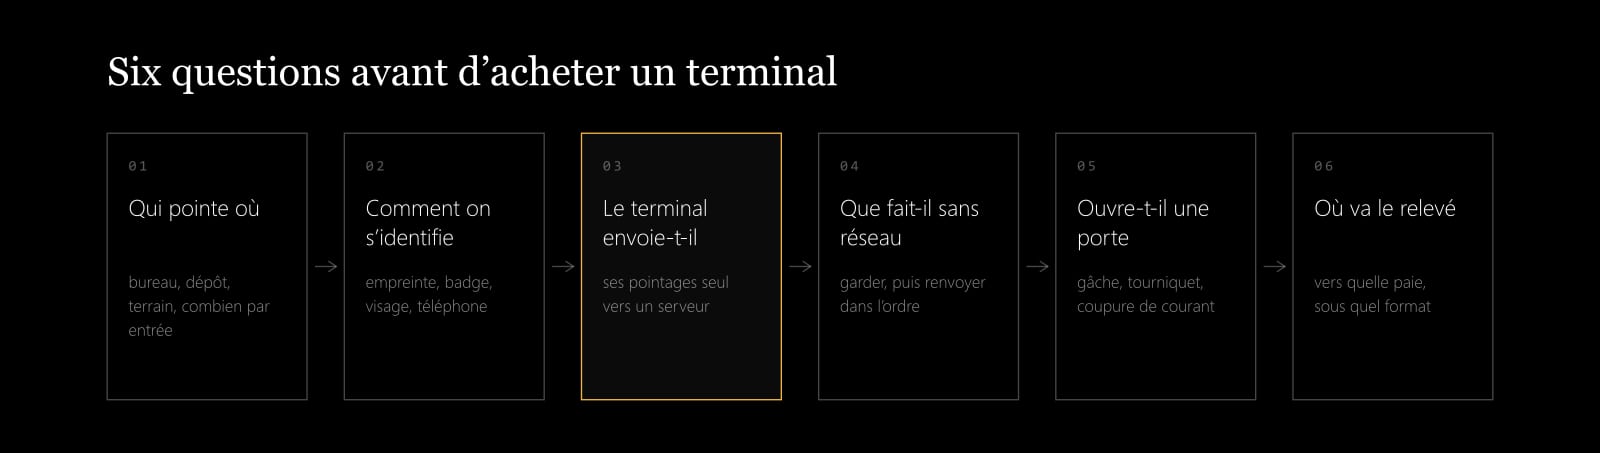 Six questions avant d’acheter un terminal
01
Qui pointe où
bureau, dépôt,
terrain, combien par
entrée
02
Comment on
s’identifie
empreinte, badge,
visage, téléphone
03
Le terminal
envoie-t-il
ses pointages seul
vers un serveur
04
Que fait-il sans
réseau
garder, puis renvoyer
dans l’ordre
05
Ouvre-t-il une
porte
gâche, tourniquet,
coupure de courant
06
Où va le relevé
vers quelle paie,
sous quel format